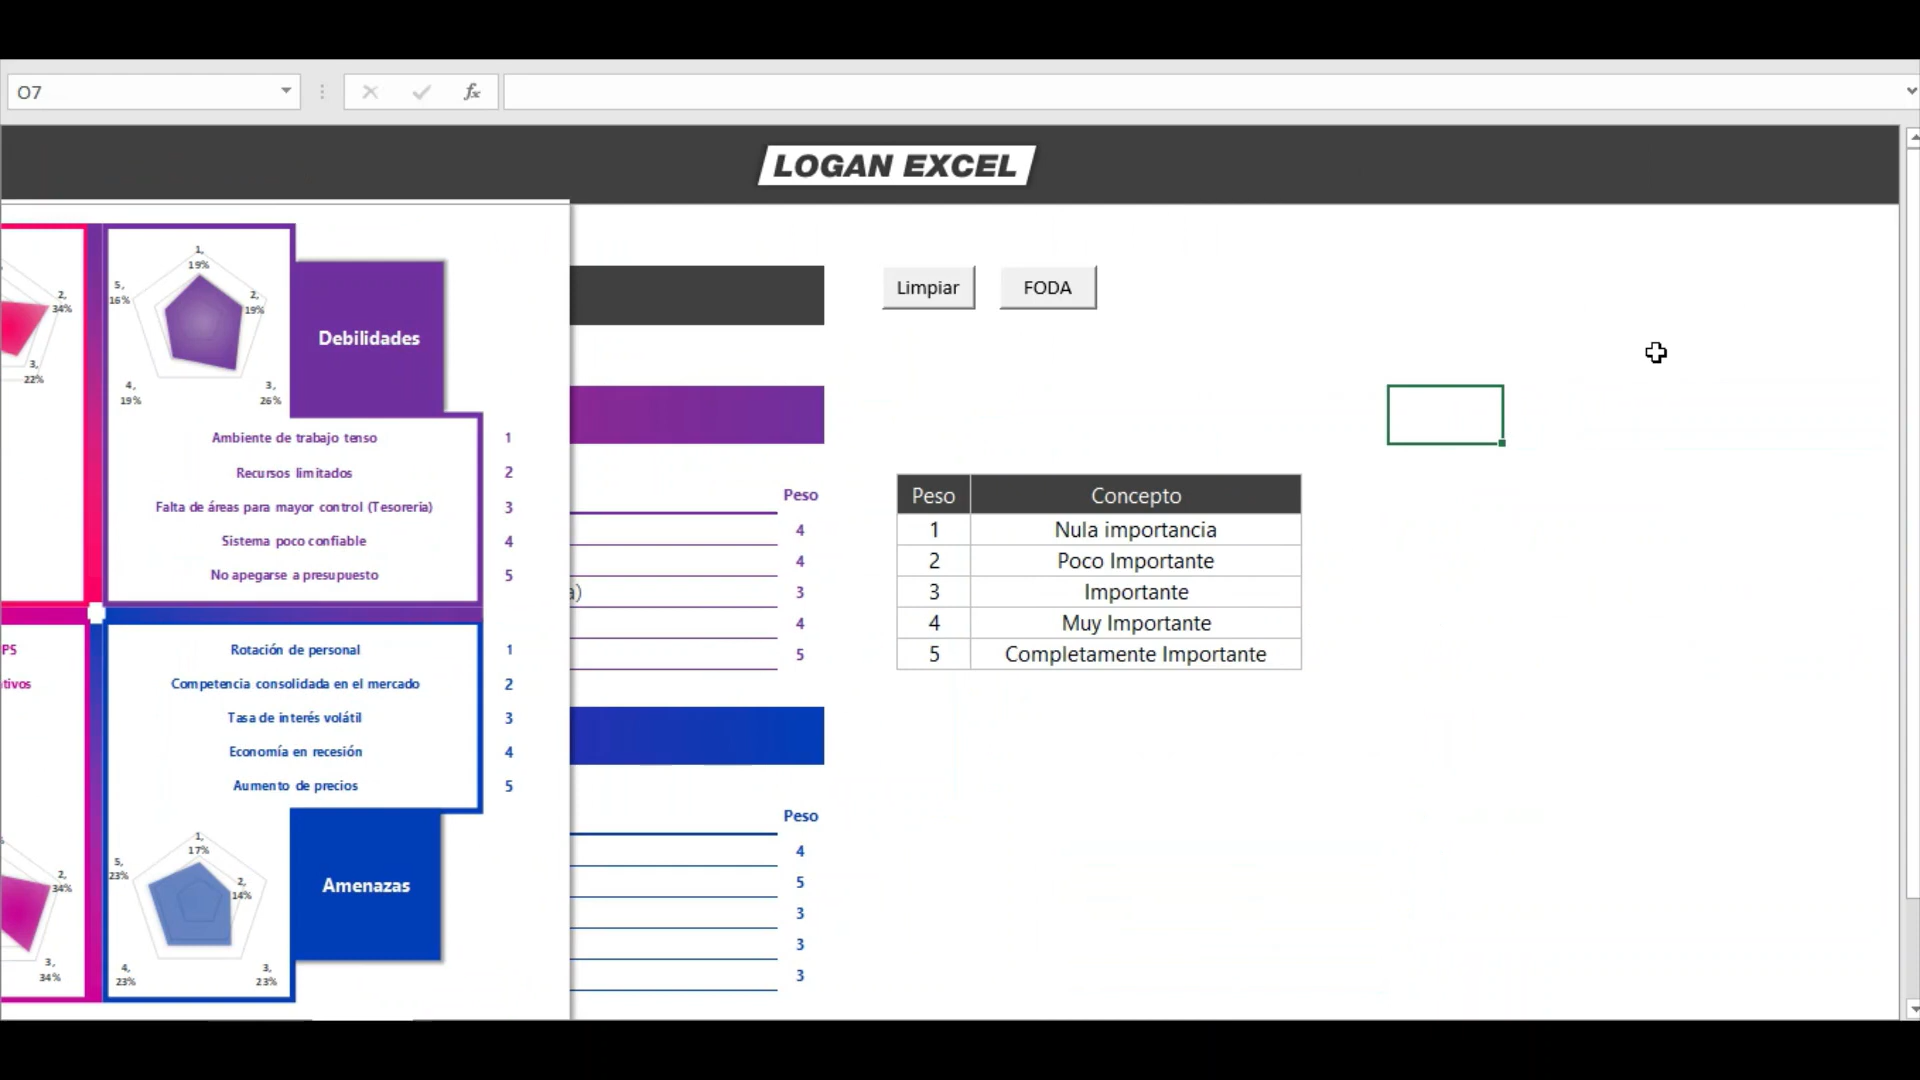 O7
fx
LOGAN EXCEL
Limpiar
FODA
2,
34%
3,
22%
1,
19%
2,
19%
3,
26%
4,
19%
5,
16%
Debilidades
Ambiente de trabajo tenso 1
Recursos limitados 2
Falta de áreas para mayor control (Tesoreria) 3
Sistema poco confiable 4
No apegarse a presupuesto 5
Peso
4
4
a) 3
4
5
Peso Concepto
1 Nula importancia
2 Poco Importante
3 Importante
4 Muy Importante
5 Completamente Importante
PS
tivos
Rotación de personal 1
Competencia consolidada en el mercado 2
Tasa de interés volátil 3
Economía en recesión 4
Aumento de precios 5
2,
34%
3,
34%
1,
17%
2,
14%
3,
23%
4,
23%
5,
23%
Amenazas
Peso
4
5
3
3
3